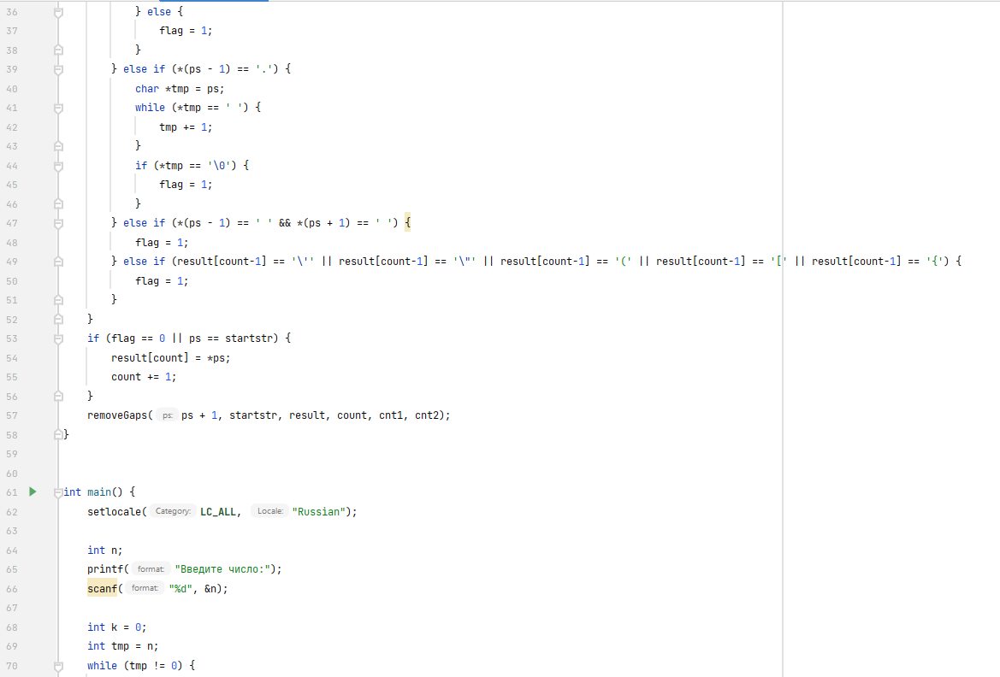 36 } else {
37 flag = 1;
38 }
39 } else if (*(ps - 1) == '.') {
40 char *tmp = ps;
41 while (*tmp == ' ') {
42 tmp += 1;
43 }
44 if (*tmp == '\0') {
45 flag = 1;
46 }
47 } else if (*(ps - 1) == ' ' && *(ps + 1) == ' ') {
48 flag = 1;
49 } else if (result[count-1] == '\'' || result[count-1] == '\"' || result[count-1] == '(' || result[count-1] == '[' || result[count-1] == '{') {
50 flag = 1;
51 }
52 }
53 if (flag == 0 || ps == startstr) {
54 result[count] = *ps;
55 count += 1;
56 }
57 removeGaps( ps: ps + 1, startstr, result, count, cnt1, cnt2);
58 }
59
60
61 int main() {
62 setlocale( Category: LC_ALL, Locale: "Russian");
63
64 int n;
65 printf( format: "Введите число:");
66 scanf( format: "%d", &n);
67
68 int k = 0;
69 int tmp = n;
70 while (tmp != 0) {